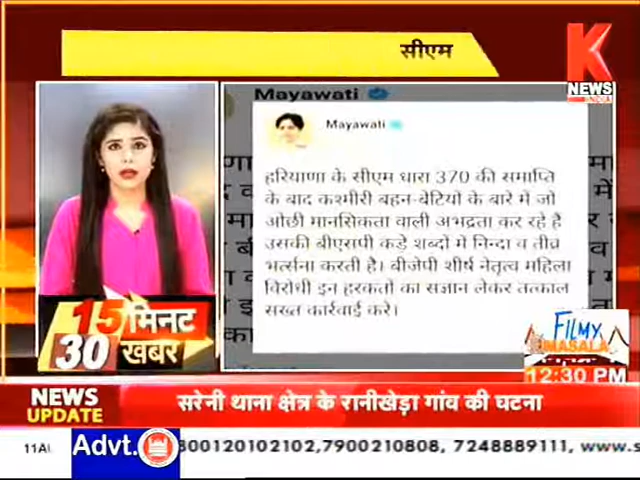 सीएम
K
NEWS
INDIA
Mayawati
Mayawati
हरियाणा के सीएम धारा 370 की समाप्ति
के बाद कश्मीरी बहन-बेटियों के बारे में जो
ओछी मानसिकता वाली अभद्रता कर रहे हैं
उसकी बीएसपी कड़े शब्दों में निन्दा व तीव्र
भर्त्सना करती है। बीजेपी शीर्ष नेतृत्व महिला
विरोधी इन हरकतों का संज्ञान लेकर तत्काल
सख्त कार्रवाई करे।
15 मिनट
30 खबर
FILMY
MASALA
12:30 PM
NEWS
UPDATE
सरेनी थाना क्षेत्र के रानीखेड़ा गांव की घटना
Advt.
800120102102,7900210808, 7248889111, www.s